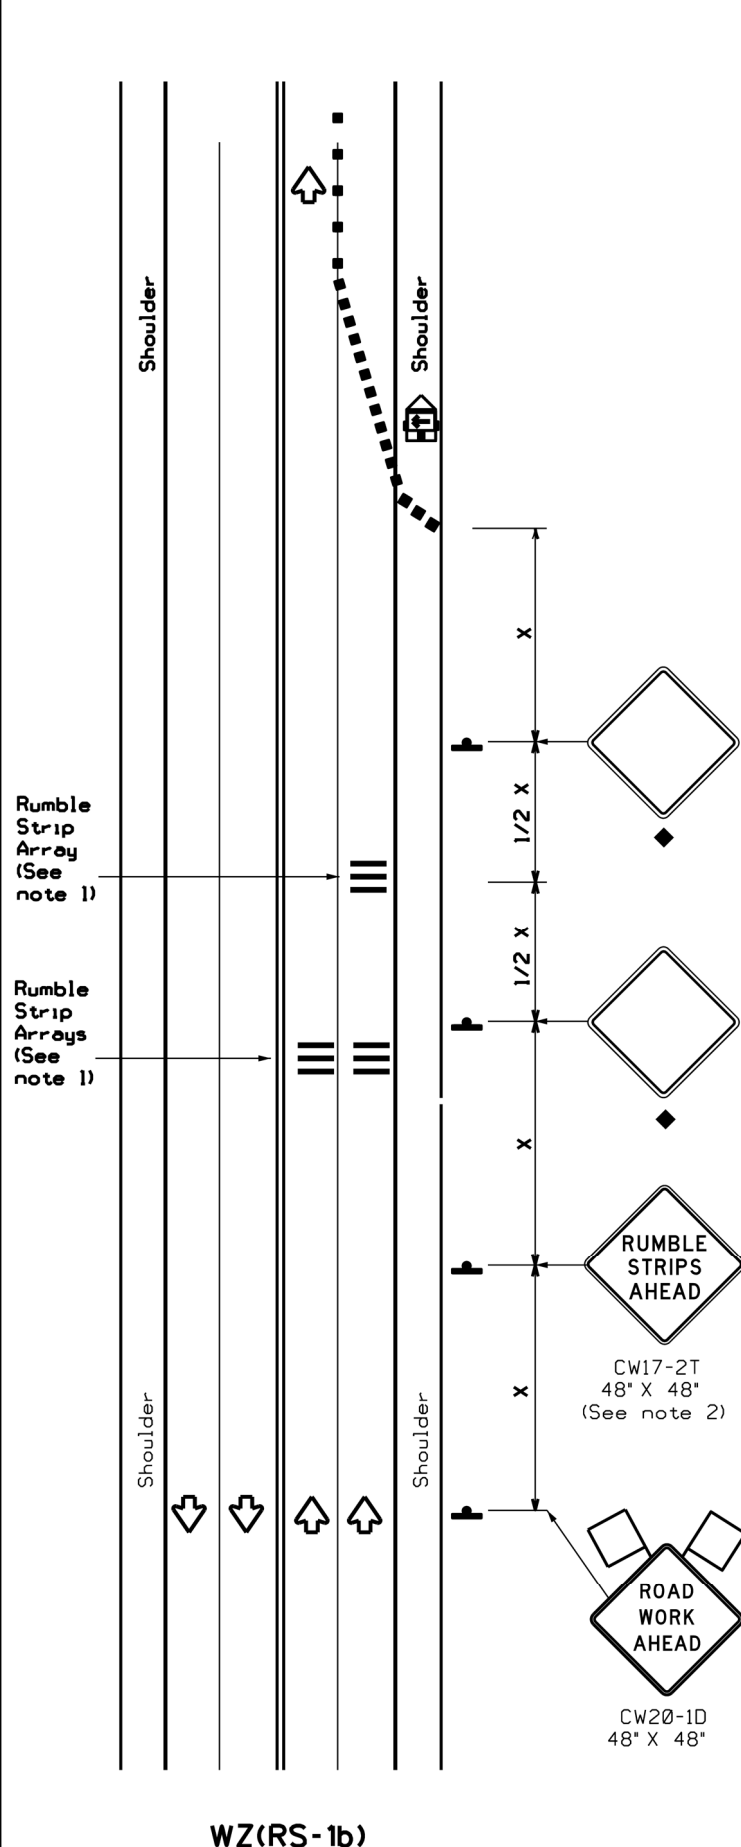 Shoulder
Shoulder
X
1/2 X
Rumble
Strip
Array
(See
note 1)
1/2 X
Rumble
Strip
Arrays
(See
note 1)
X
RUMBLE
STRIPS
AHEAD
CW17-2T
48" X 48"
(See note 2)
X
Shoulder
Shoulder
ROAD
WORK
AHEAD
CW20-1D
48" X 48"
WZ(RS-1b)